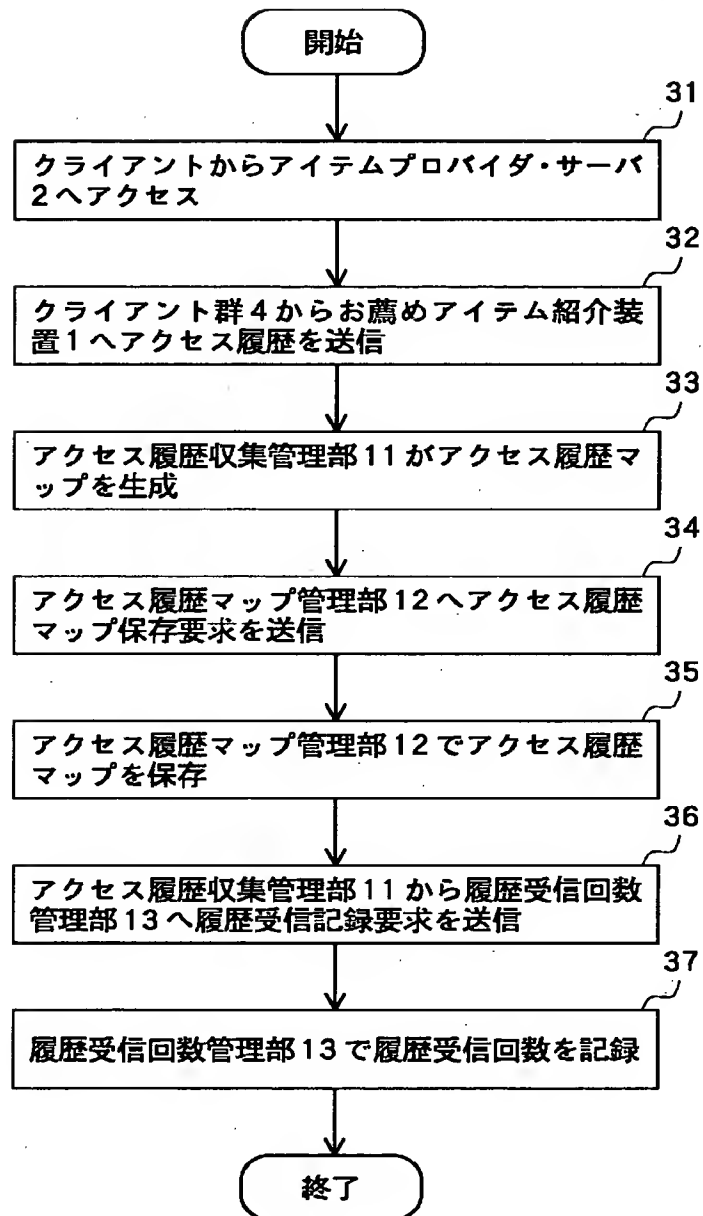 開始
31
クライアントからアイテムプロバイダ・サーバ
2へアクセス
32
クライアント群4からお薦めアイテム紹介装
置1へアクセス履歴を送信
33
アクセス履歴収集管理部11がアクセス履歴マ
ップを生成
34
アクセス履歴マップ管理部12へアクセス履歴
マップ保存要求を送信
35
アクセス履歴マップ管理部12でアクセス履歴
マップを保存
36
アクセス履歴収集管理部11から履歴受信回数
管理部13へ履歴受信記録要求を送信
37
履歴受信回数管理部13で履歴受信回数を記録
終了